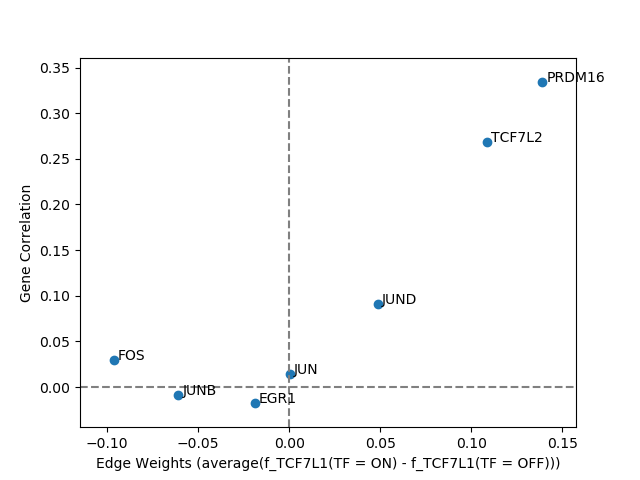 0.35
0.30
0.25
0.20
0.15
0.10
0.05
0.00
Gene Correlation
PRDM16
TCF7L2
JUND
JUN
FOS
JUNB
EGR1
−0.10
−0.05
0.00
0.05
0.10
0.15
Edge Weights (average(f_TCF7L1(TF = ON) - f_TCF7L1(TF = OFF)))